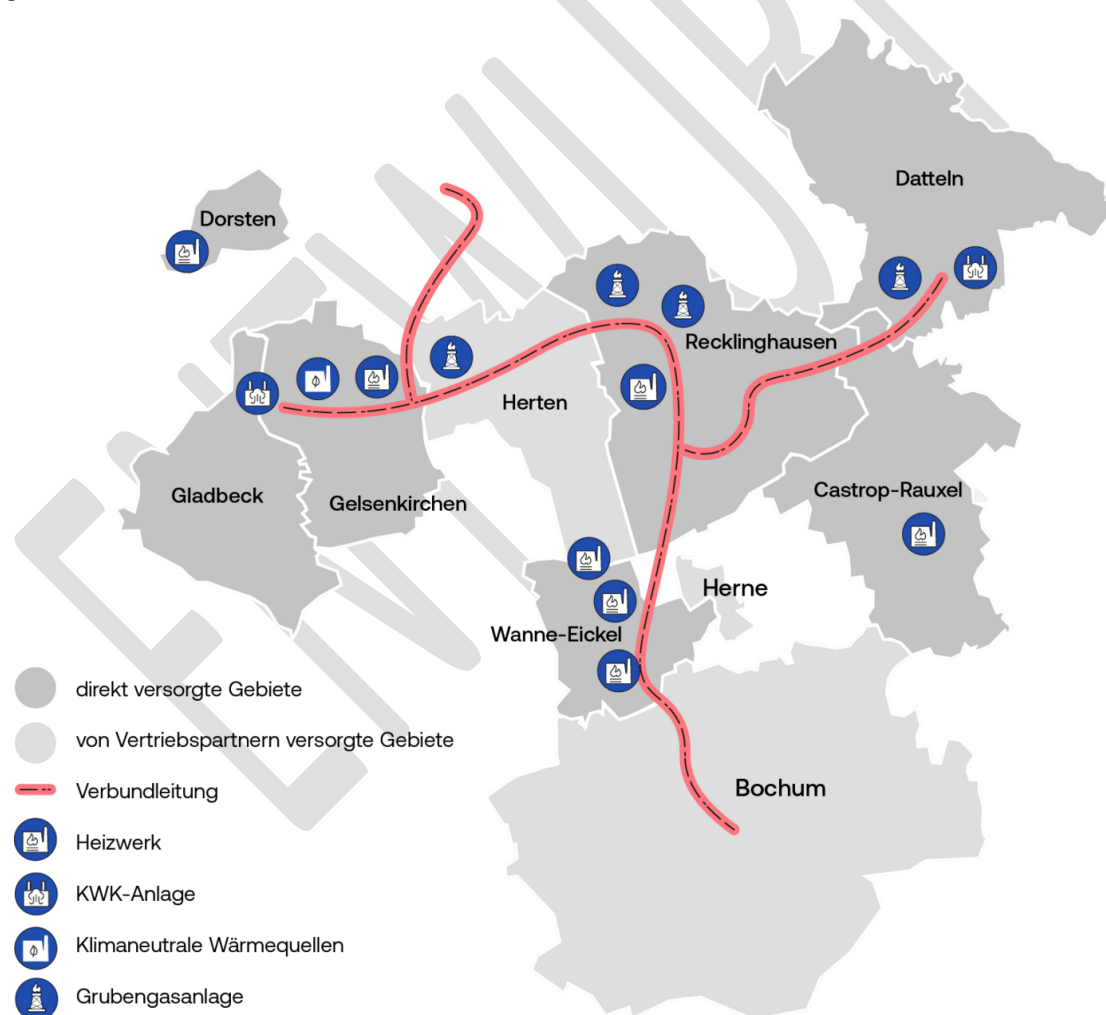 Datteln
Dorsten
Recklinghausen
Herten
Gladbeck
Gelsenkirchen
Castrop-Rauxel
Herne
Wanne-Eickel
Bochum
direkt versorgte Gebiete
von Vertriebspartnern versorgte Gebiete
Verbundleitung
Heizwerk
KWK-Anlage
Klimaneutrale Wärmequellen
Grubengasanlage